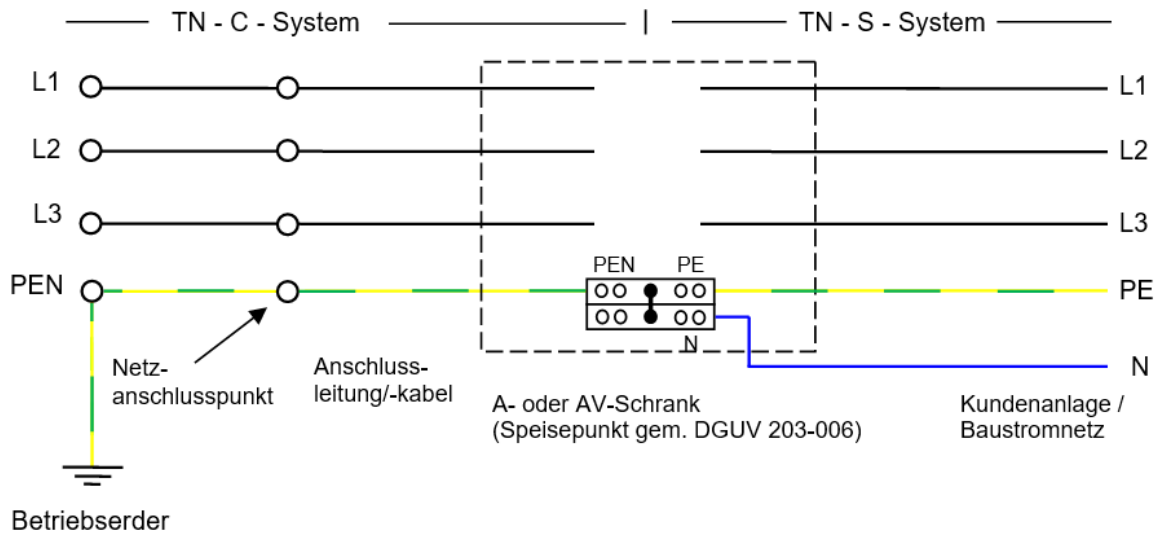 TN - C - System
TN - S - System
L1
L1
L2
L2
L3
L3
PEN
PEN
PE
PE
N
N
Netz-
anschlusspunkt
Anschluss-
leitung/-kabel
A- oder AV-Schrank
(Speisepunkt gem. DGUV 203-006)
Kundenanlage /
Baustromnetz
Betriebserder